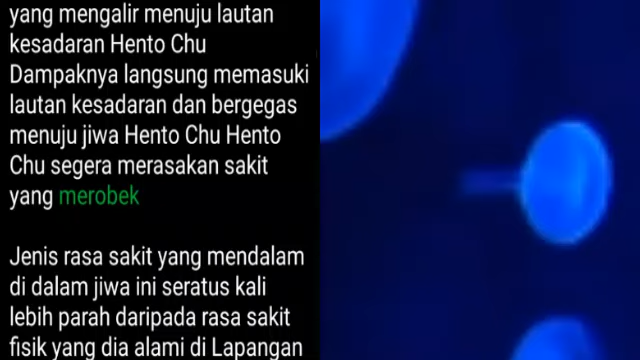 yang mengalir menuju lautan
kesadaran Hento Chu
Dampaknya langsung memasuki
lautan kesadaran dan bergegas
menuju jiwa Hento Chu Hento
Chu segera merasakan sakit
yang merobek
Jenis rasa sakit yang mendalam
di dalam jiwa ini seratus kali
lebih parah daripada rasa sakit
fisik yang dia alami di Lapangan